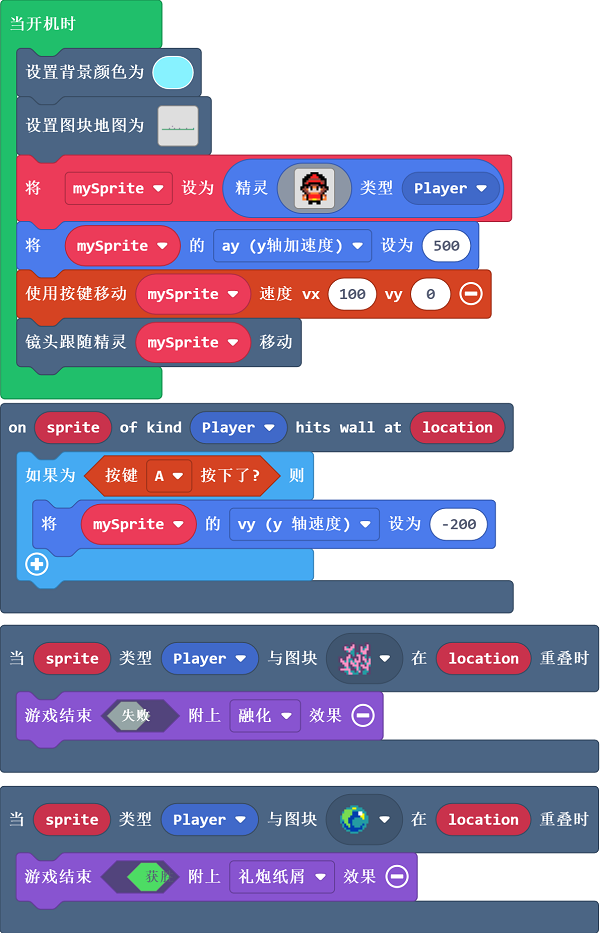 当开机时
设置背景颜色为
设置图块地图为
将 mySprite 设为 精灵 类型 Player
将 mySprite 的 ay (y轴加速度) 设为 500
使用按键移动 mySprite 速度 vx 100 vy 0
镜头跟随精灵 mySprite 移动
on sprite of kind Player hits wall at location
如果为 按键 A 按下了? 则
将 mySprite 的 vy (y 轴速度) 设为 -200
当 sprite 类型 Player 与图块 在 location 重叠时
游戏结束 失败 附上 融化 效果
当 sprite 类型 Player 与图块 在 location 重叠时
游戏结束 获胜 附上 礼炮纸屑 效果